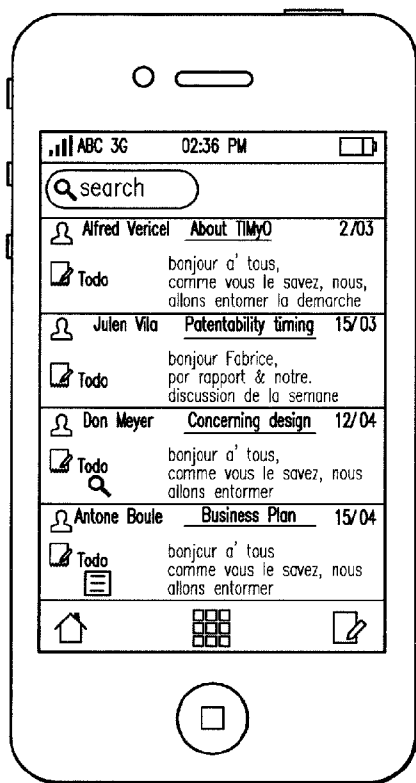 ABC 3G 02:36 PM
search
Alfred Vericel About TIMyO 2/03
Todo
bonjour a' tous,
comme vous le savez, nous,
allons entomer la demarche
Julen Vila Patentability timing 15/03
Todo
bonjour Fabrice,
par rapport & notre.
discussion de la semane
Don Meyer Concerning design 12/04
Todo
bonjour a' tous,
comme vous le savez, nous
allons entormer
Antone Boule Business Plan 15/04
Todo
bonjour a' tous
comme vous le savez, nous
allons entormer